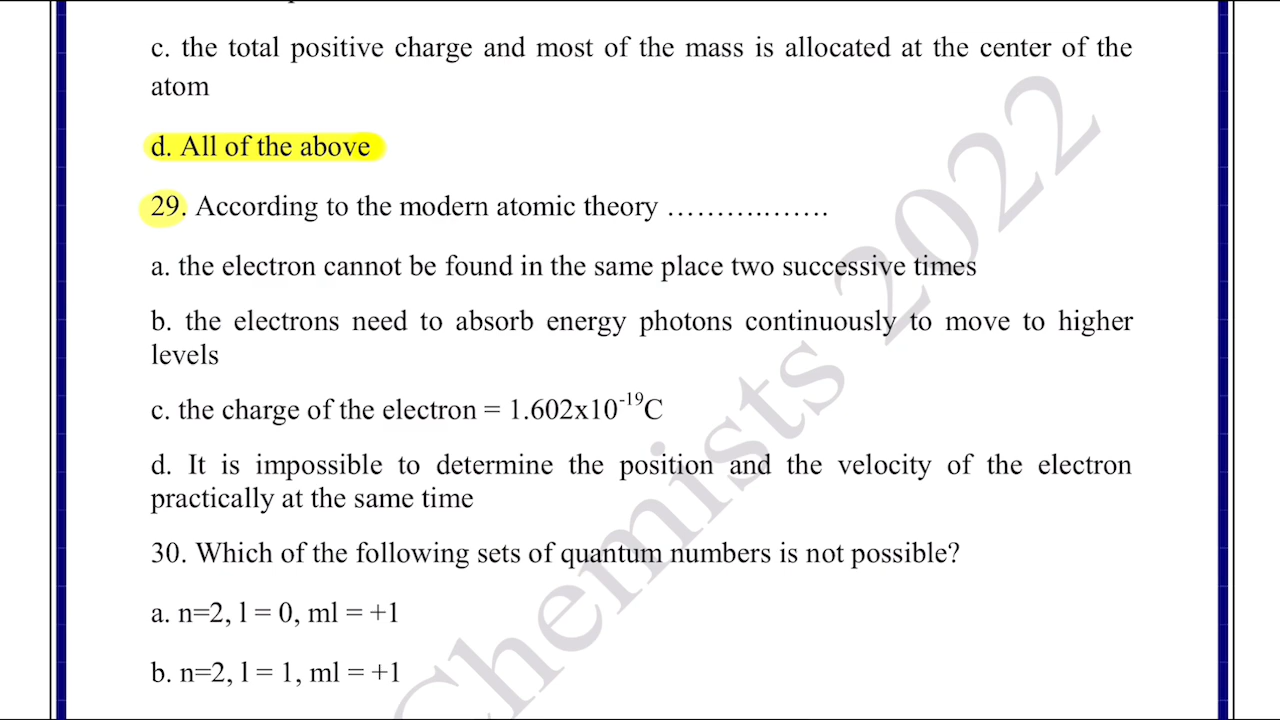 c. the total positive charge and most of the mass is allocated at the center of the
atom
d. All of the above
29. According to the modern atomic theory ……………….
a. the electron cannot be found in the same place two successive times
b. the electrons need to absorb energy photons continuously to move to higher
levels
c. the charge of the electron = 1.602x10⁻¹⁹C
d. It is impossible to determine the position and the velocity of the electron
practically at the same time
30. Which of the following sets of quantum numbers is not possible?
a. n=2, l = 0, ml = +1
b. n=2, l = 1, ml = +1
Chemists 2022